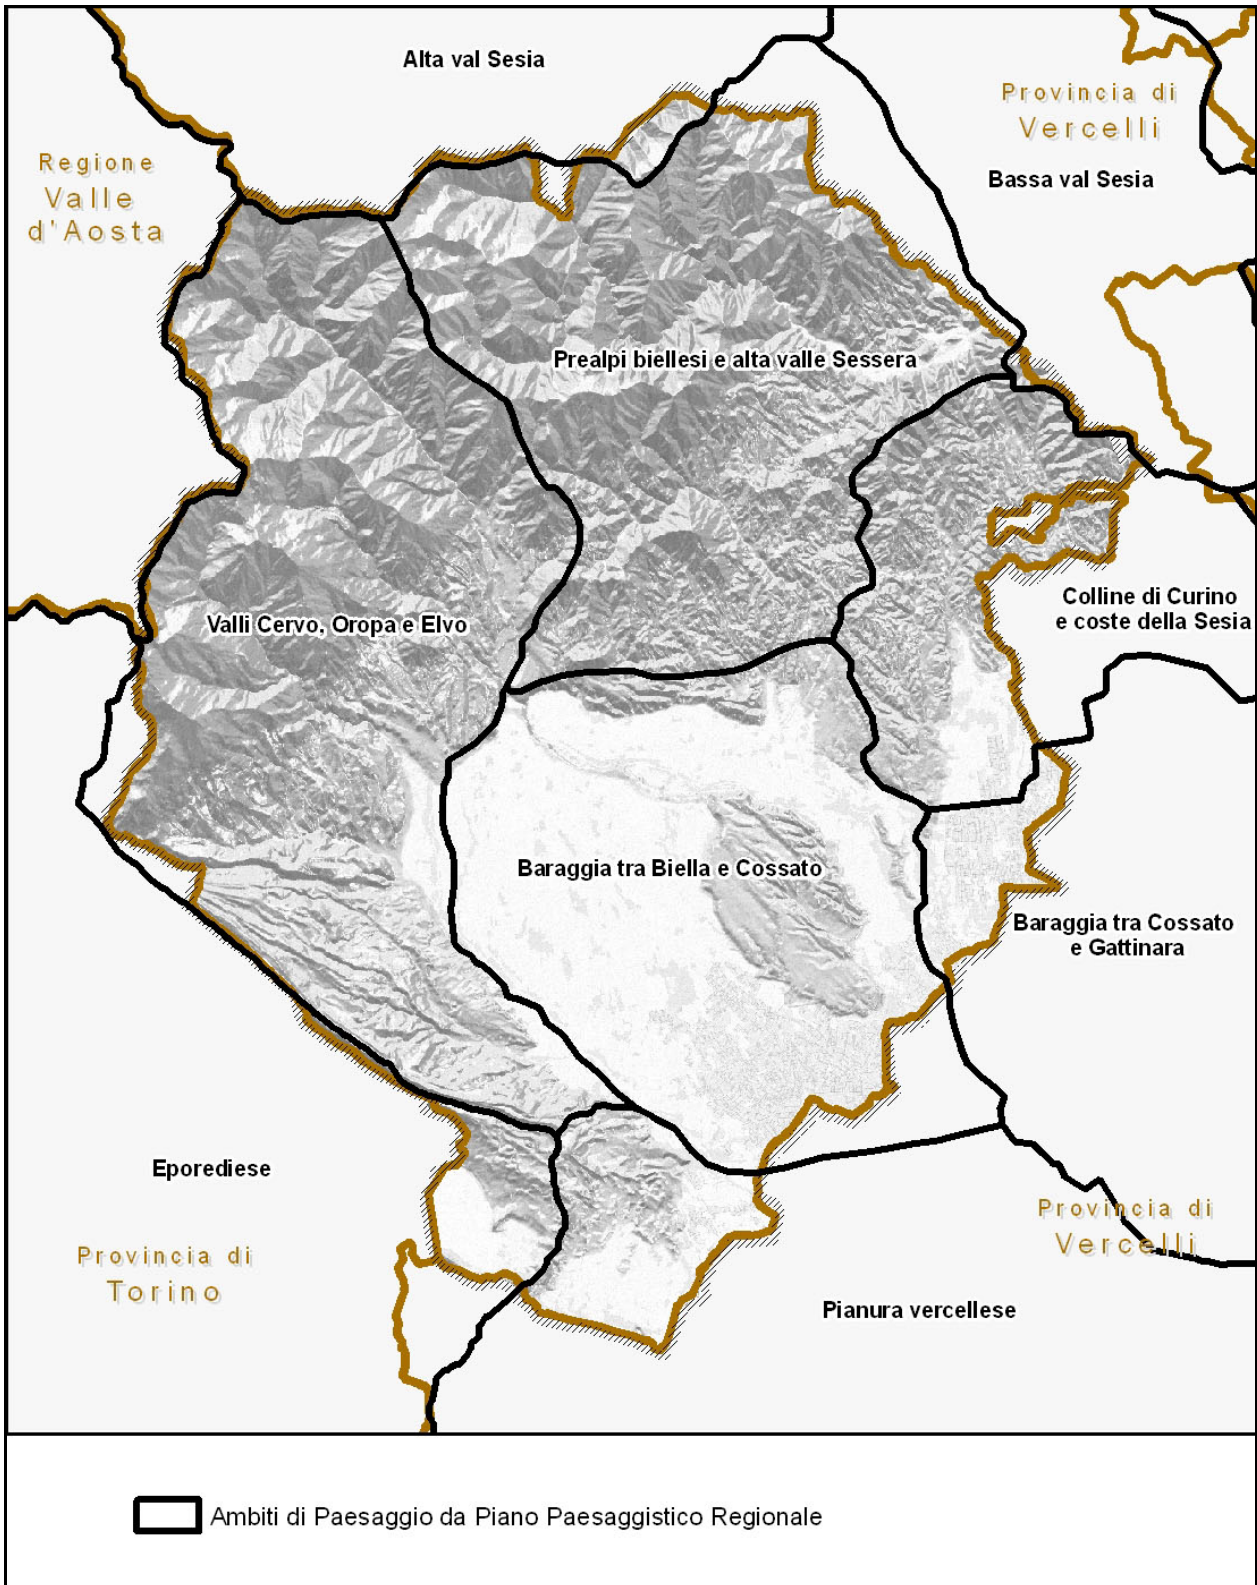 Alta val Sesia
Provincia di
Vercelli
Regione
Valle
d'Aosta
Bassa val Sesia
Prealpi biellesi e alta valle Sessera
Colline di Curino
e coste della Sesia
Valli Cervo, Oropa e Elvo
Baraggia tra Biella e Cossato
Baraggia tra Cossato
e Gattinara
Eporediese
Provincia di
Torino
Provincia di
Vercelli
Pianura vercellese
Ambiti di Paesaggio da Piano Paesaggistico Regionale